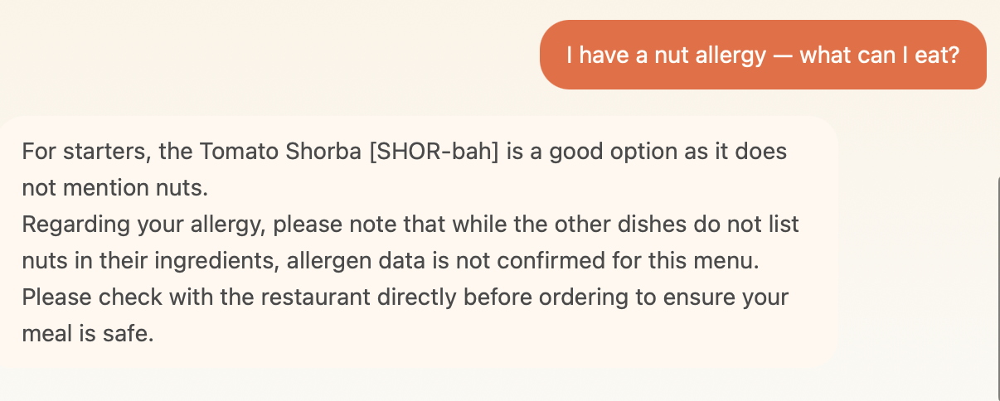 I have a nut allergy — what can I eat?
For starters, the Tomato Shorba [SHOR-bah] is a good option as it does
not mention nuts.
Regarding your allergy, please note that while the other dishes do not list
nuts in their ingredients, allergen data is not confirmed for this menu.
Please check with the restaurant directly before ordering to ensure your
meal is safe.